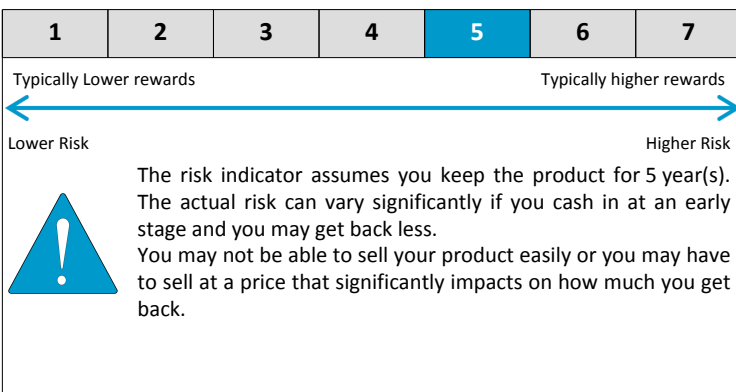 1 2 3 4 5 6 7
Typically Lower rewards Typically higher rewards
Lower Risk Higher Risk
The risk indicator assumes you keep the product for 5 year(s).
The actual risk can vary significantly if you cash in at an early
stage and you may get back less.
You may not be able to sell your product easily or you may have
to sell at a price that significantly impacts on how much you get
back.